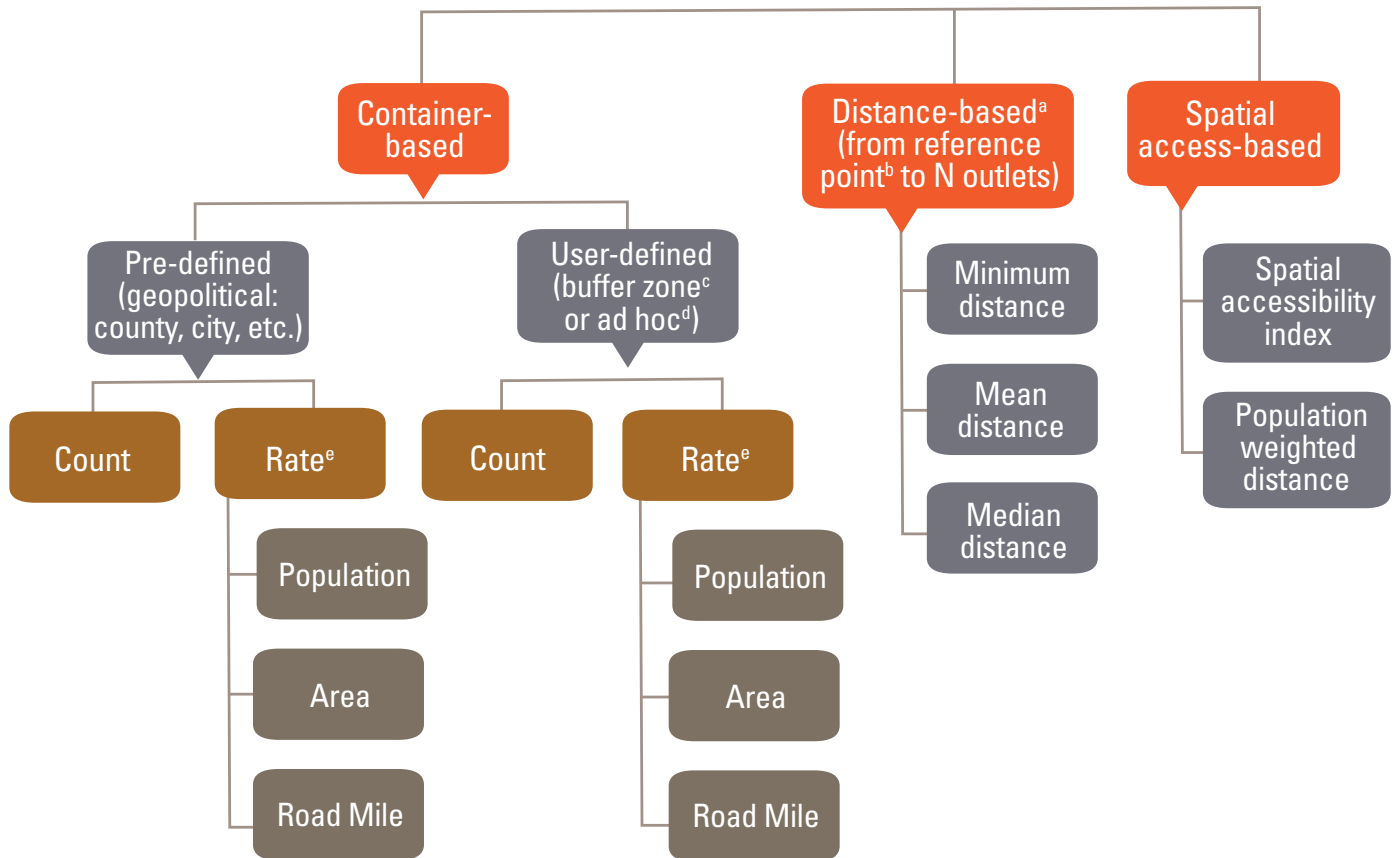 Container-
based
Distance-basedᵃ
(from reference
pointᵇ to N outlets)
Spatial
access-based
Pre-defined
(geopolitical:
county, city, etc.)
User-defined
(buffer zoneᶜ
or ad hocᵈ)
Count
Rateᵉ
Population
Area
Road Mile
Count
Rateᵉ
Population
Area
Road Mile
Minimum
distance
Mean
distance
Median
distance
Spatial
accessibility
index
Population
weighted
distance